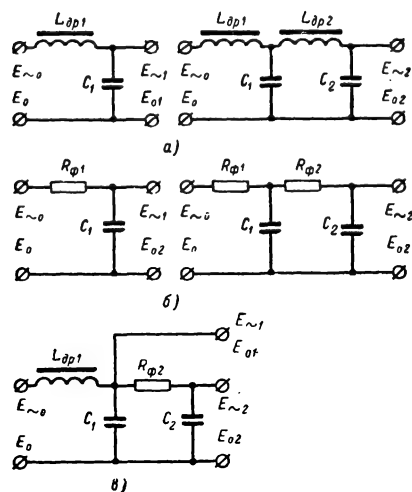 Lдр1 Lдр1 Lдр2
E~0 C1 E~1 E~0 C1 C2 E~2
E0 E01 E0 E02
а)
Rф1 Rф1 Rф2
E~0 C1 E~1 E~0 C1 C2 E~2
E0 E02 E0 E02
б)
E~1
E01
Lдр1 Rф2
E~0 C1 C2 E~2
E0 E02
в)